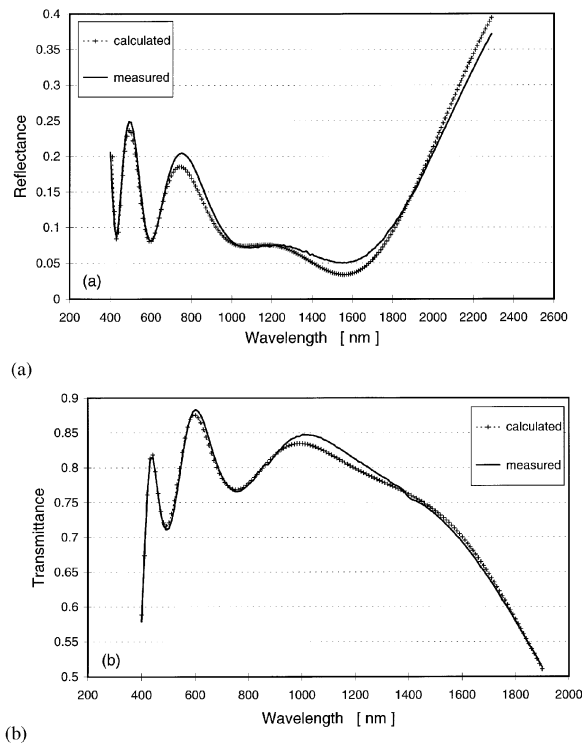 0.4
calculated
measured
0.35
0.3
0.25
0.2
0.15
0.1
0.05
0
Reflectance
(a)
200 400 600 800 1000 1200 1400 1600 1800 2000 2200 2400 2600
Wavelength [ nm ]
(a)
0.9
calculated
measured
0.85
0.8
0.75
0.7
0.65
0.6
0.55
0.5
Transmittance
(b)
200 400 600 800 1000 1200 1400 1600 1800 2000
Wavelength [ nm ]
(b)